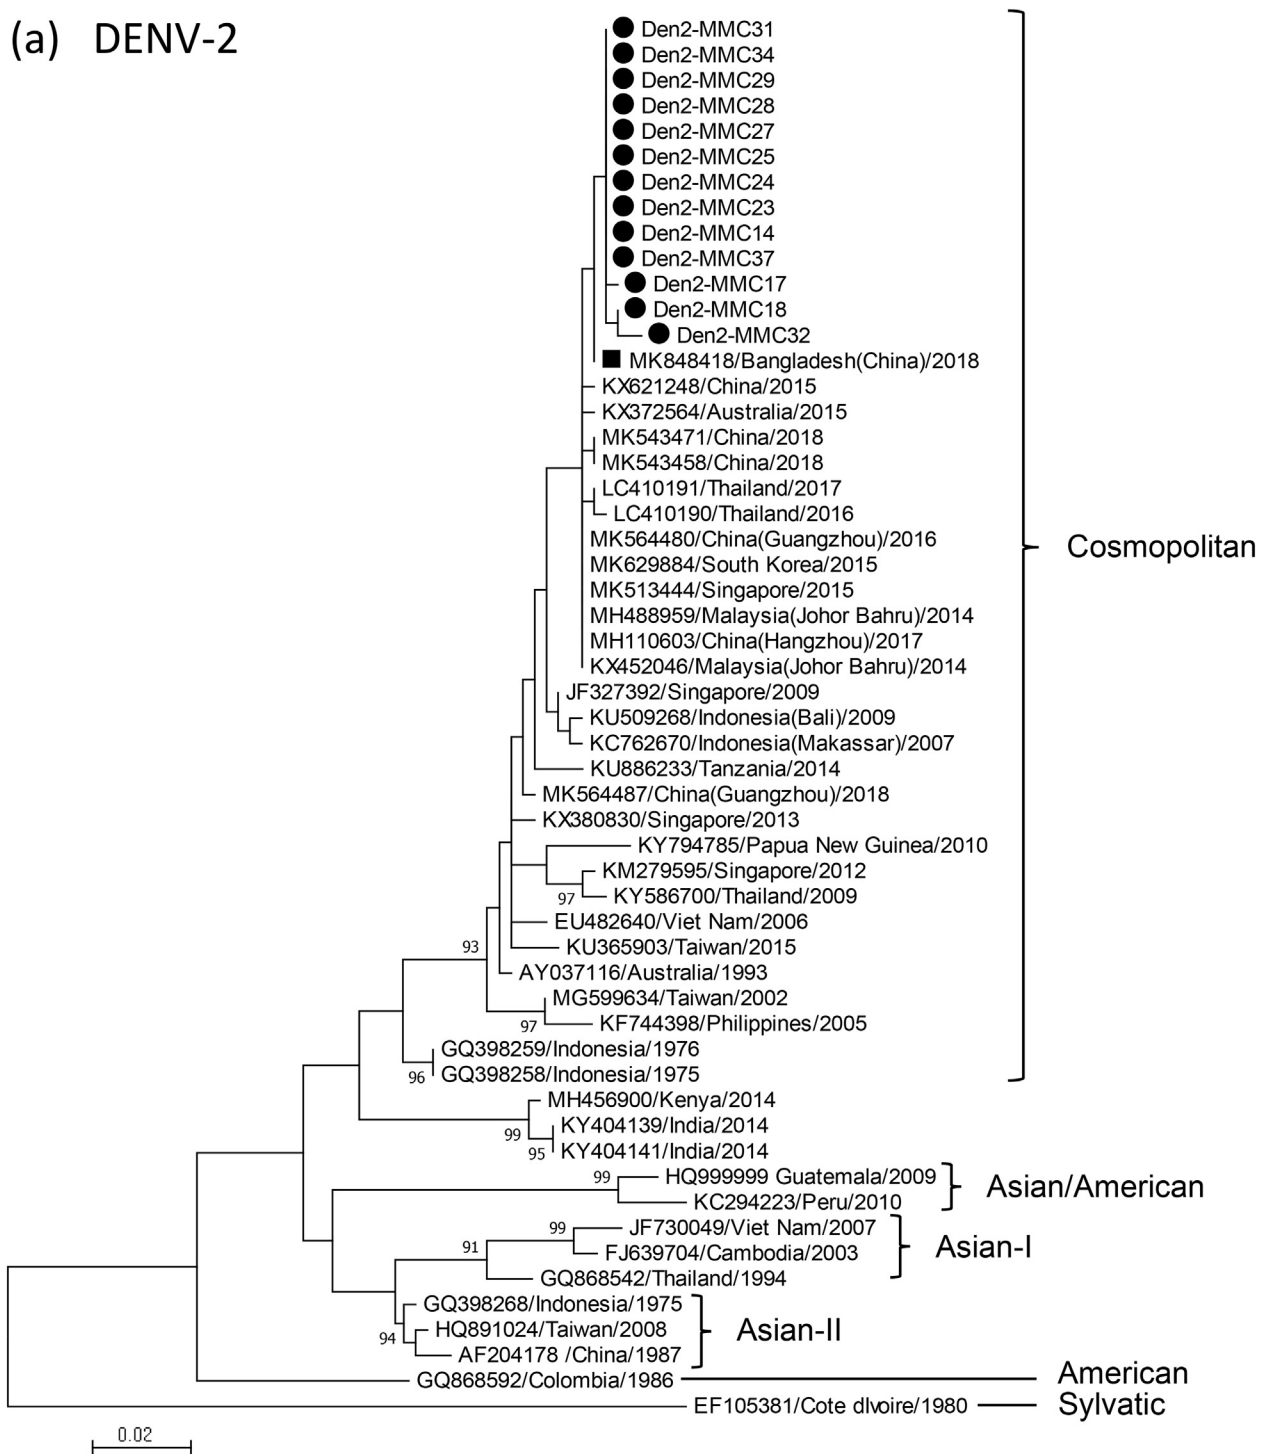 (a) DENV-2
Den2-MMC31
Den2-MMC34
Den2-MMC29
Den2-MMC28
Den2-MMC27
Den2-MMC25
Den2-MMC24
Den2-MMC23
Den2-MMC14
Den2-MMC37
Den2-MMC17
Den2-MMC18
Den2-MMC32
MK848418/Bangladesh(China)/2018
KX621248/China/2015
KX372564/Australia/2015
MK543471/China/2018
MK543458/China/2018
LC410191/Thailand/2017
LC410190/Thailand/2016
MK564480/China(Guangzhou)/2016
Cosmopolitan
MK629884/South Korea/2015
MK513444/Singapore/2015
MH488959/Malaysia(Johor Bahru)/2014
MH110603/China(Hangzhou)/2017
KX452046/Malaysia(Johor Bahru)/2014
JF327392/Singapore/2009
KU509268/Indonesia(Bali)/2009
KC762670/Indonesia(Makassar)/2007
KU886233/Tanzania/2014
MK564487/China(Guangzhou)/2018
KX380830/Singapore/2013
KY794785/Papua New Guinea/2010
KM279595/Singapore/2012
97 KY586700/Thailand/2009
EU482640/Viet Nam/2006
93 KU365903/Taiwan/2015
AY037116/Australia/1993
MG599634/Taiwan/2002
97 KF744398/Philippines/2005
GQ398259/Indonesia/1976
96 GQ398258/Indonesia/1975
MH456900/Kenya/2014
99 KY404139/India/2014
95 KY404141/India/2014
99 HQ999999 Guatemala/2009
Asian/American
KC294223/Peru/2010
99 JF730049/Viet Nam/2007
91 FJ639704/Cambodia/2003
Asian-I
GQ868542/Thailand/1994
GQ398268/Indonesia/1975
94 HQ891024/Taiwan/2008
Asian-II
AF204178 /China/1987
GQ868592/Colombia/1986 American
EF105381/Cote dIvoire/1980 Sylvatic
0.02